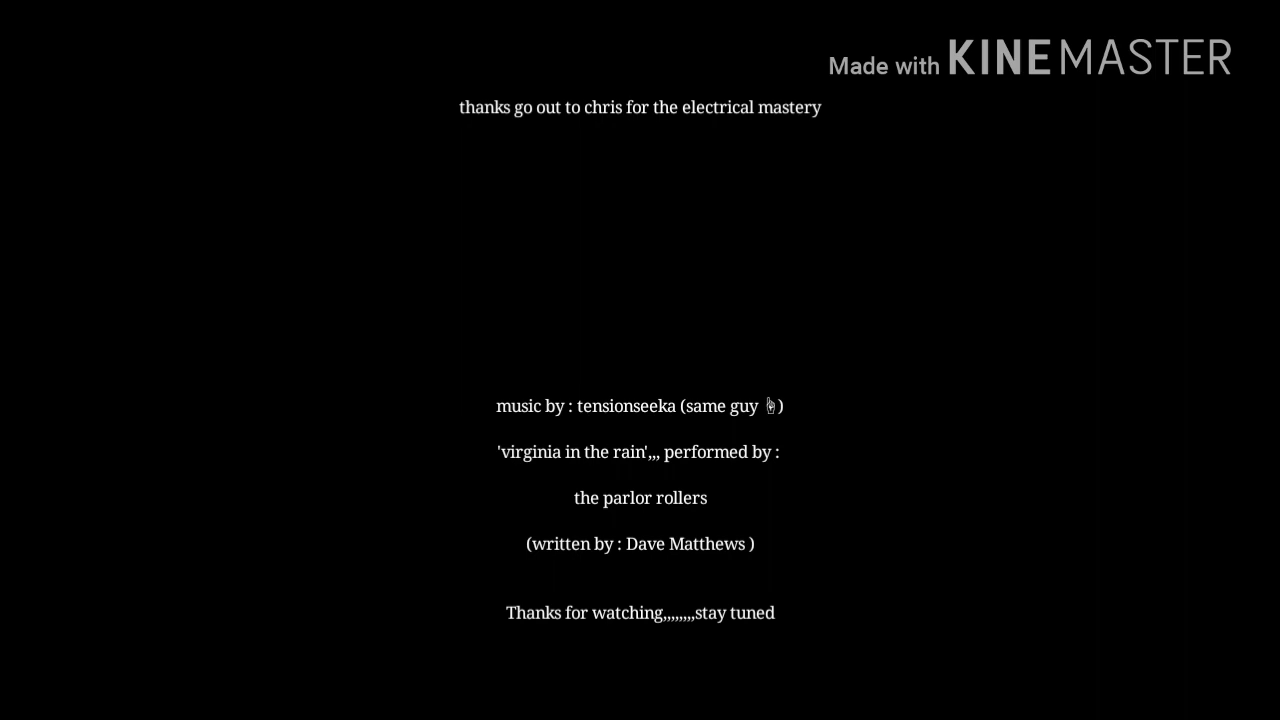 Made with KINEMASTER
thanks go out to chris for the electrical mastery
music by : tensionseeka (same guy ☝)
'virginia in the rain',,, performed by :
the parlor rollers
(written by : Dave Matthews )
Thanks for watching,,,,,,,,stay tuned